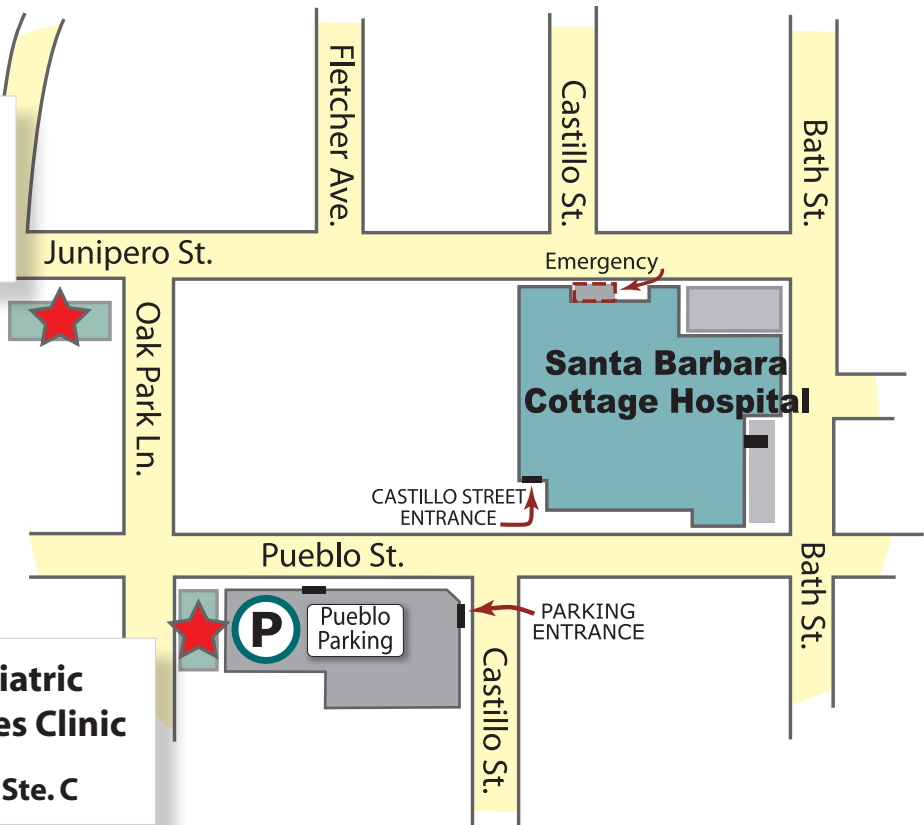 Fletcher Ave.
Castillo St.
Bath St.
Junipero St.
Emergency
Oak Park Ln.
Santa Barbara
Cottage Hospital
CASTILLO STREET
ENTRANCE
Pueblo St.
Bath St.
P
Pueblo
Parking
PARKING
ENTRANCE
Castillo St.
iatric
es Clinic
Ste. C